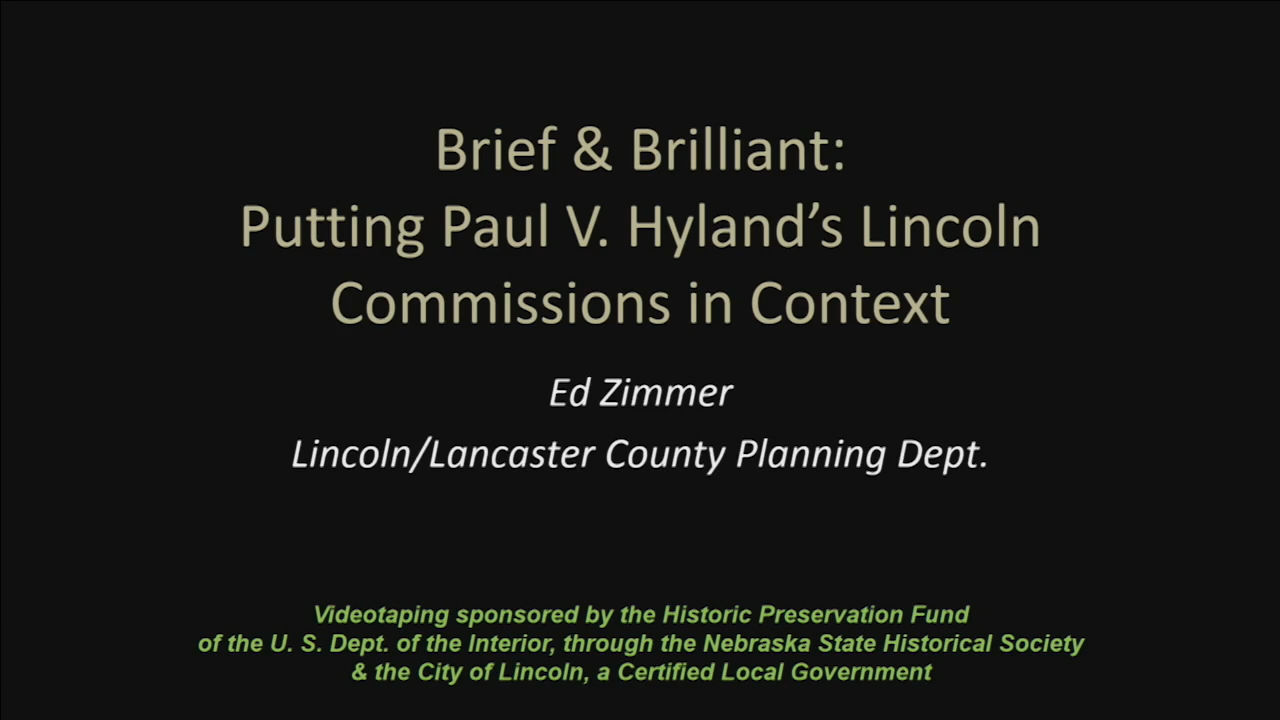 Brief & Brilliant:
Putting Paul V. Hyland’s Lincoln
Commissions in Context
Ed Zimmer
Lincoln/Lancaster County Planning Dept.
Videotaping sponsored by the Historic Preservation Fund
of the U. S. Dept. of the Interior, through the Nebraska State Historical Society
& the City of Lincoln, a Certified Local Government